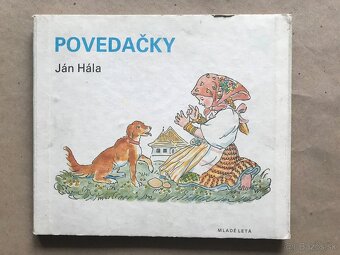 POVEDAČKY
Ján Hála
MLADÉ LETÁ